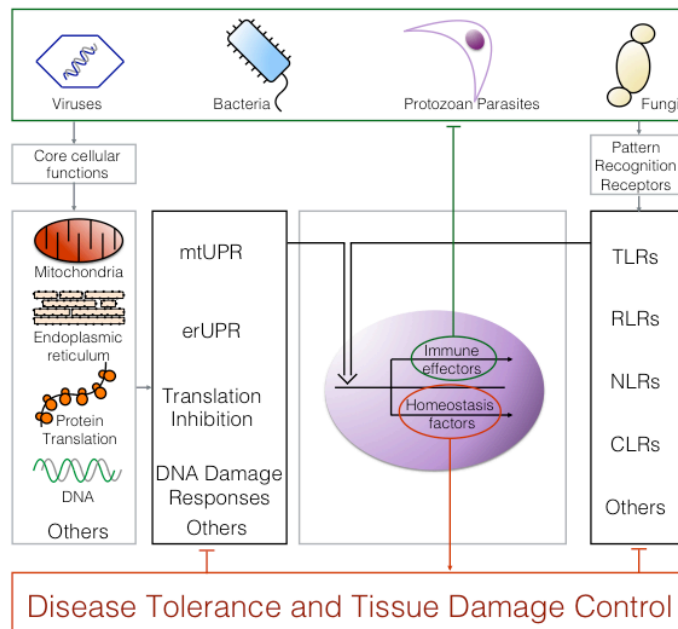 Viruses
Bacteria
Protozoan Parasites
Fungi
Core cellular
functions
Pattern
Recognition
Receptors
Mitochondria
Endoplasmic
reticulum
Protein
Translation
DNA
Others
mtUPR
erUPR
Translation
Inhibition
DNA Damage
Responses
Others
Immune
effectors
Homeostasis
factors
TLRs
RLRs
NLRs
CLRs
Others
Disease Tolerance and Tissue Damage Control